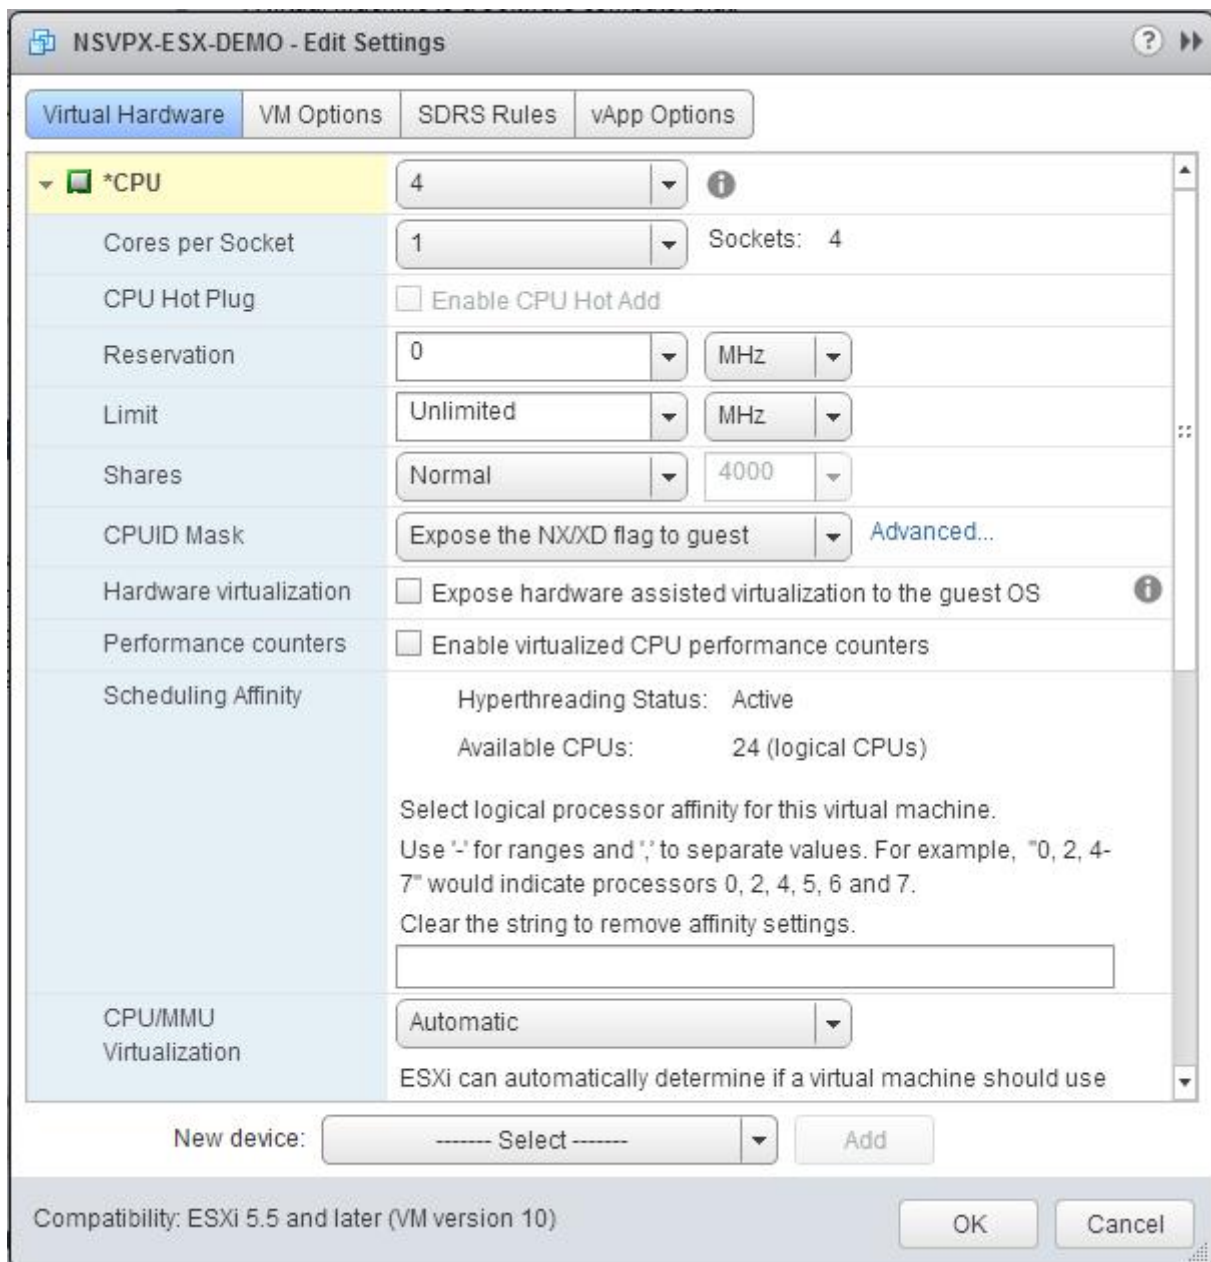 NSVPX-ESX-DEMO - Edit Settings
Virtual Hardware VM Options SDRS Rules vApp Options
*CPU 4
Cores per Socket 1 Sockets: 4
CPU Hot Plug Enable CPU Hot Add
Reservation 0 MHz
Limit Unlimited MHz
Shares Normal 4000
CPUID Mask Expose the NX/XD flag to guest Advanced...
Hardware virtualization Expose hardware assisted virtualization to the guest OS
Performance counters Enable virtualized CPU performance counters
Scheduling Affinity Hyperthreading Status: Active
Available CPUs: 24 (logical CPUs)
Select logical processor affinity for this virtual machine.
Use '-' for ranges and ',' to separate values. For example, "0, 2, 4-
7" would indicate processors 0, 2, 4, 5, 6 and 7.
Clear the string to remove affinity settings.
CPU/MMU Automatic
Virtualization
ESXi can automatically determine if a virtual machine should use
New device: ------- Select ------- Add
Compatibility: ESXi 5.5 and later (VM version 10) OK Cancel